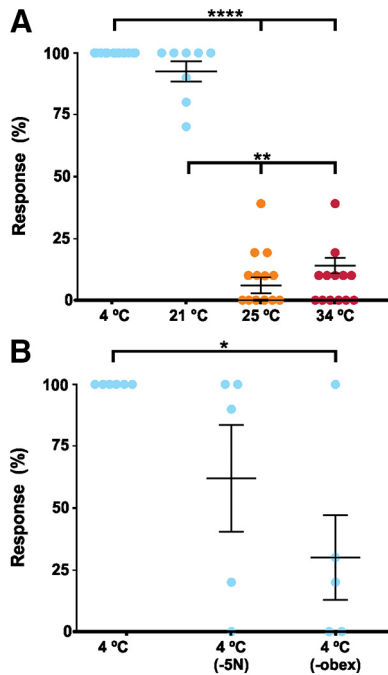 A
****
Response (%)
100
75
50
25
0
**
4 ºC 21 ºC 25 ºC 34 ºC
B
*
Response (%)
100
75
50
25
0
4 ºC 4 ºC 4 ºC
(-5N) (-obex)